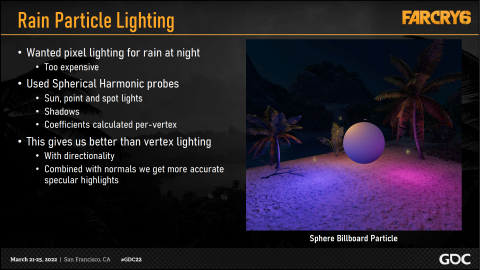 Rain Particle Lighting
FARCRY6
• Wanted pixel lighting for rain at night
• Too expensive
• Used Spherical Harmonic probes
• Sun, point and spot lights
• Shadows
• Coefficients calculated per-vertex
• This gives us better than vertex lighting
• With directionality
• Combined with normals we get more accurate
specular highlights
Sphere Billboard Particle
March 21-25, 2022 | San Francisco, CA #GDC22
GDC